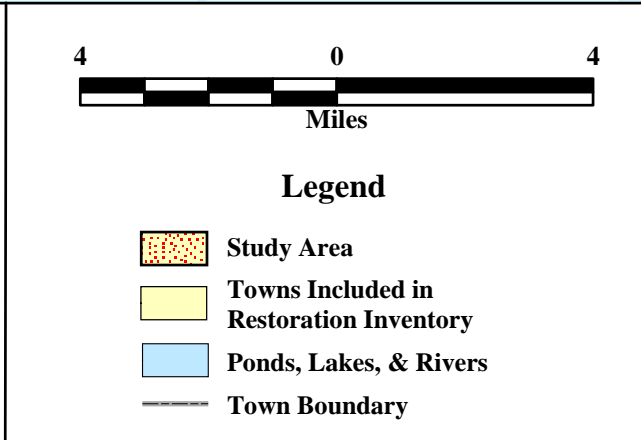 4 0 4
Miles
Legend
Study Area
Towns Included in
Restoration Inventory
Ponds, Lakes, & Rivers
Town Boundary